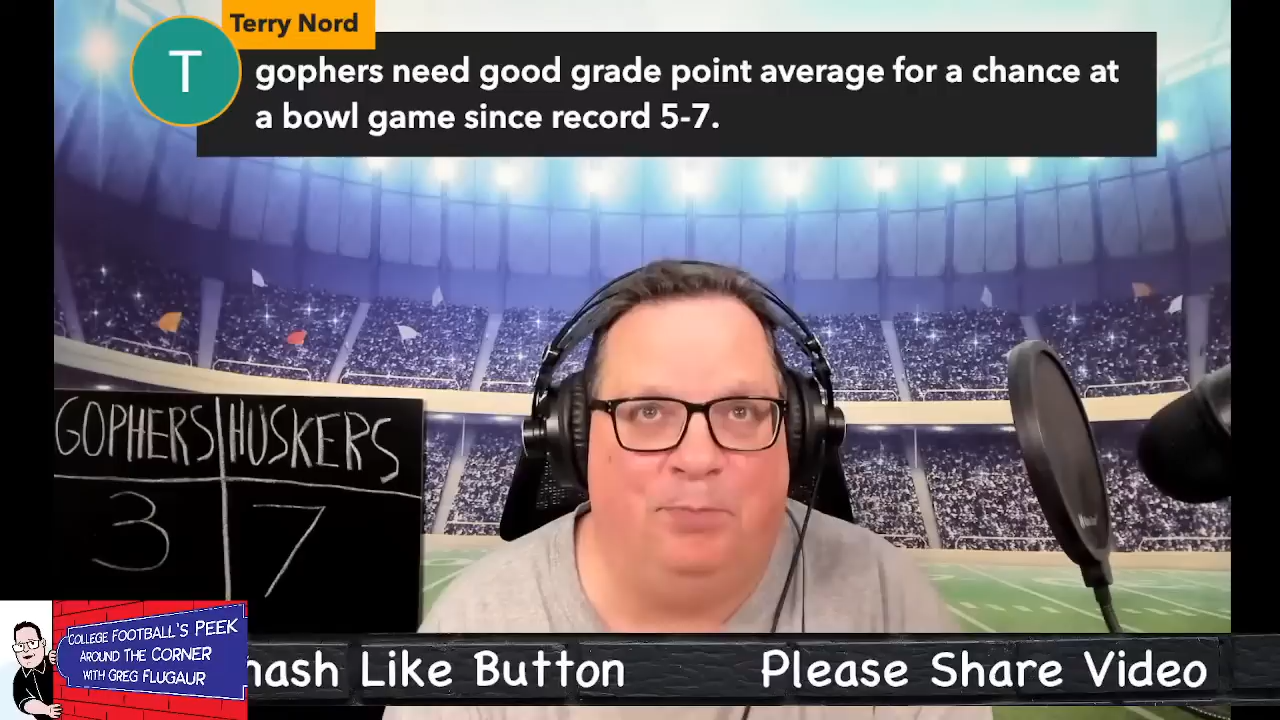 Terry Nord
T
gophers need good grade point average for a chance at
a bowl game since record 5-7.
GOPHERS HUSKERS
3 7
COLLEGE FOOTBALL'S PEEK
AROUND THE CORNER
WITH GREG FLUGAUR
mash Like Button Please Share Video